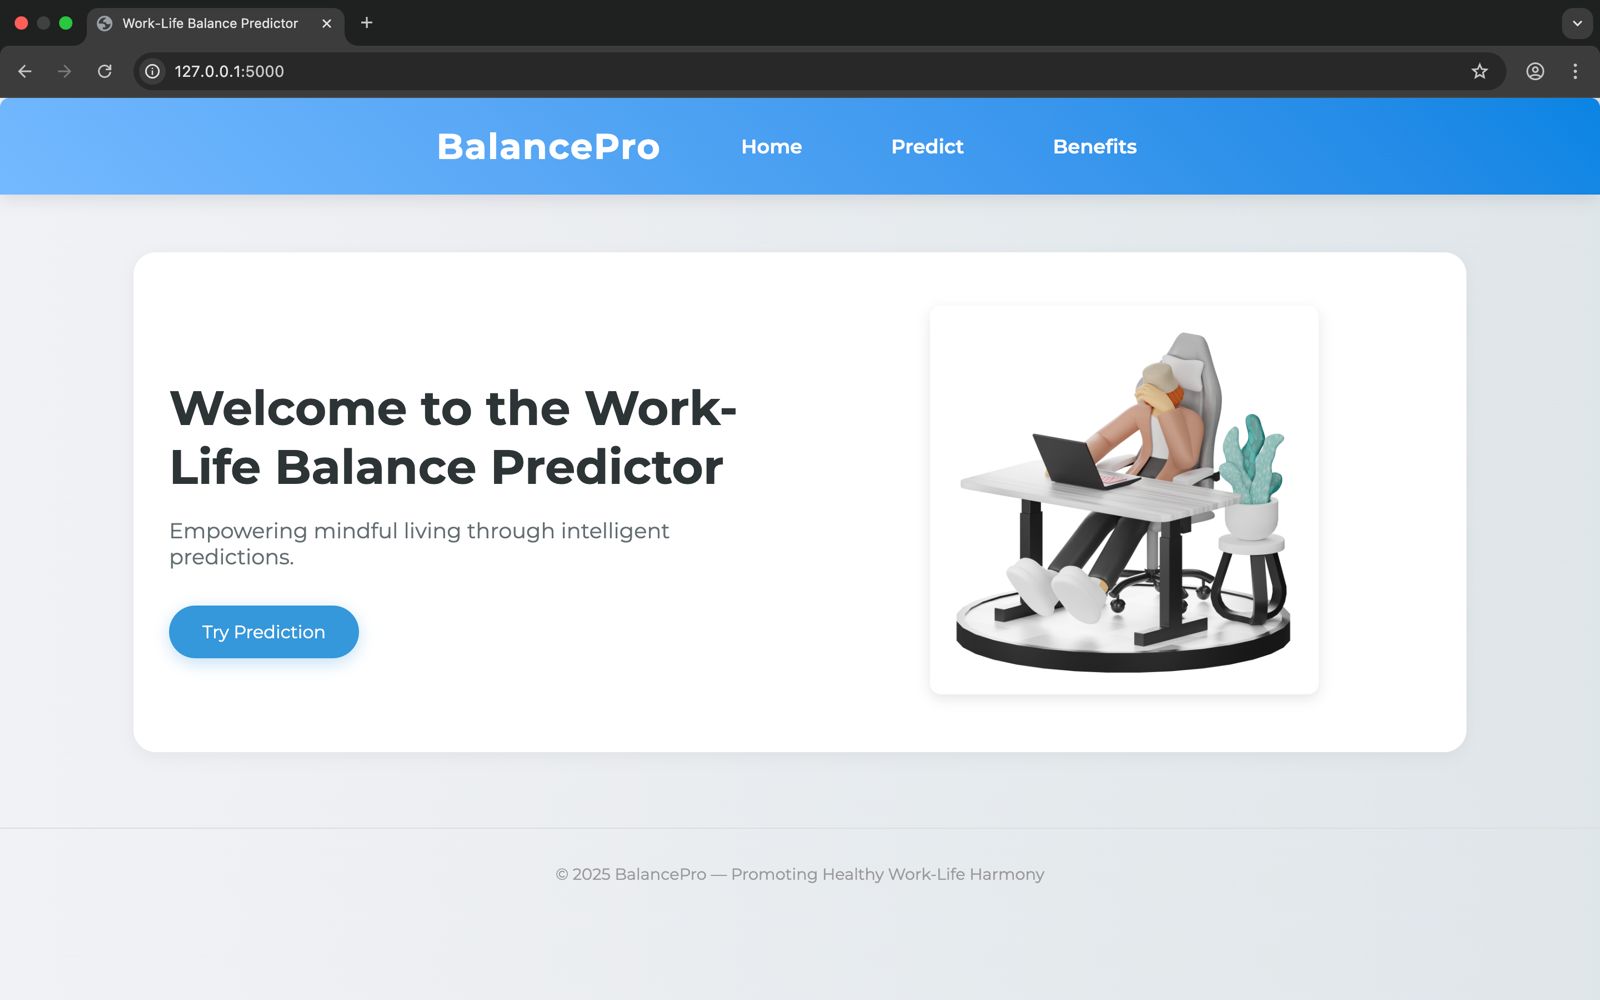 Work-Life Balance Predictor
127.0.0.1:5000
BalancePro Home Predict Benefits
Welcome to the Work-
Life Balance Predictor
Empowering mindful living through intelligent
predictions.
Try Prediction
© 2025 BalancePro — Promoting Healthy Work-Life Harmony